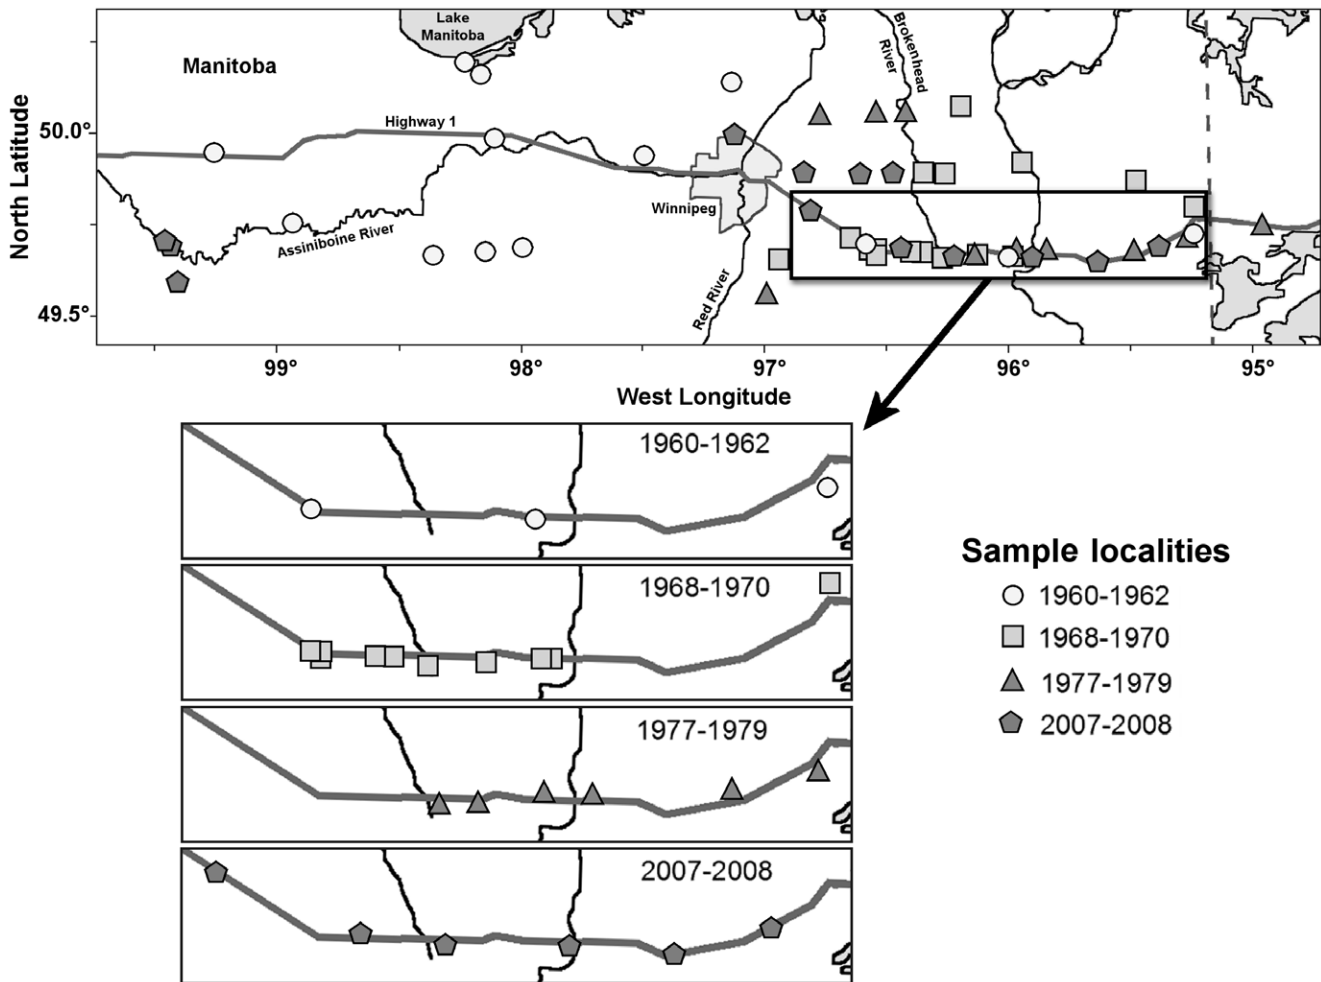 Lake
Manitoba
Manitoba
Brokenhead
River
Highway 1
50.0°
North Latitude
Winnipeg
Assiniboine River
Red River
49.5°
99°
98°
97°
96°
95°
West Longitude
1960-1962
1968-1970
1977-1979
2007-2008
Sample localities
1960-1962
1968-1970
1977-1979
2007-2008